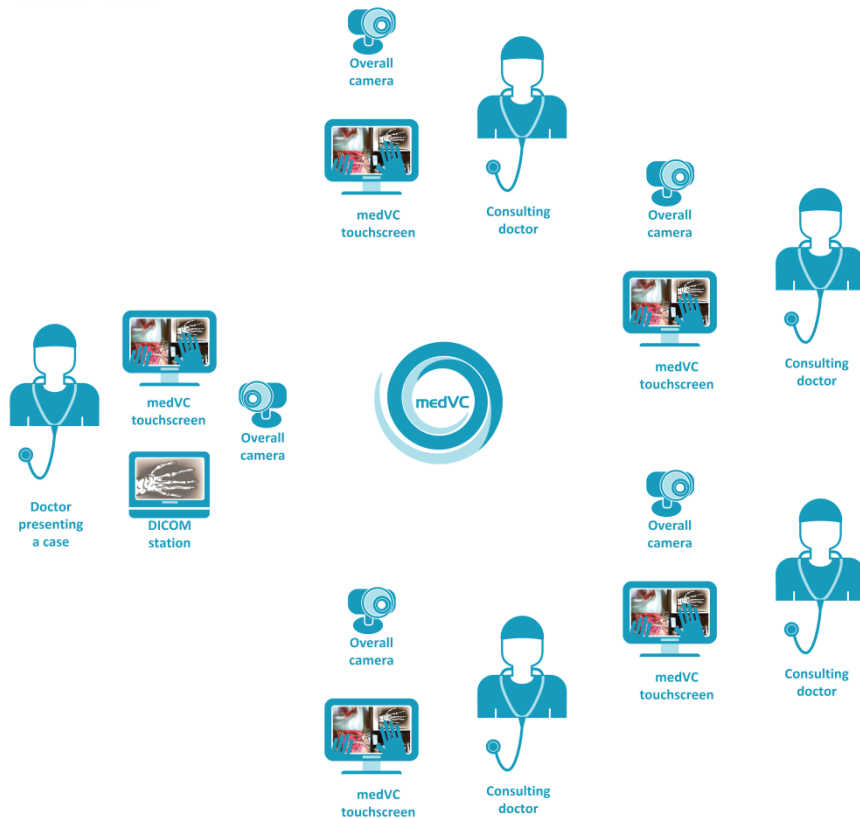 Overall
camera
medVC
touchscreen
Consulting
doctor
Overall
camera
medVC
touchscreen
Consulting
doctor
medVC
touchscreen
Overall
camera
Doctor
presenting
a case
DICOM
station
medVC
Overall
camera
medVC
touchscreen
Consulting
doctor
Overall
camera
medVC
touchscreen
Consulting
doctor